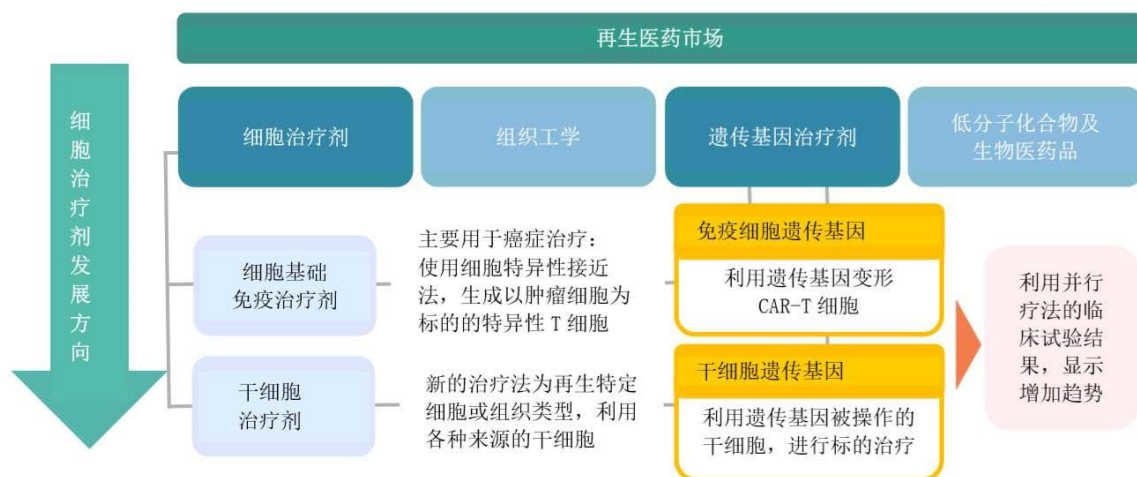 再生医药市场
细胞治疗剂发展方向
细胞治疗剂
组织工学
遗传基因治疗剂
低分子化合物及
生物医药品
细胞基础
免疫治疗剂
主要用于癌症治疗：
使用细胞特异性接近
法，生成以肿瘤细胞为
标的的特异性 T 细胞
免疫细胞遗传基因
利用遗传基因变形
CAR-T 细胞
干细胞
治疗剂
新的治疗法为再生特定
细胞或组织类型，利用
各种来源的干细胞
干细胞遗传基因
利用遗传基因被操作的
干细胞，进行标的治疗
利用并行
疗法的临
床试验结
果，显示
增加趋势